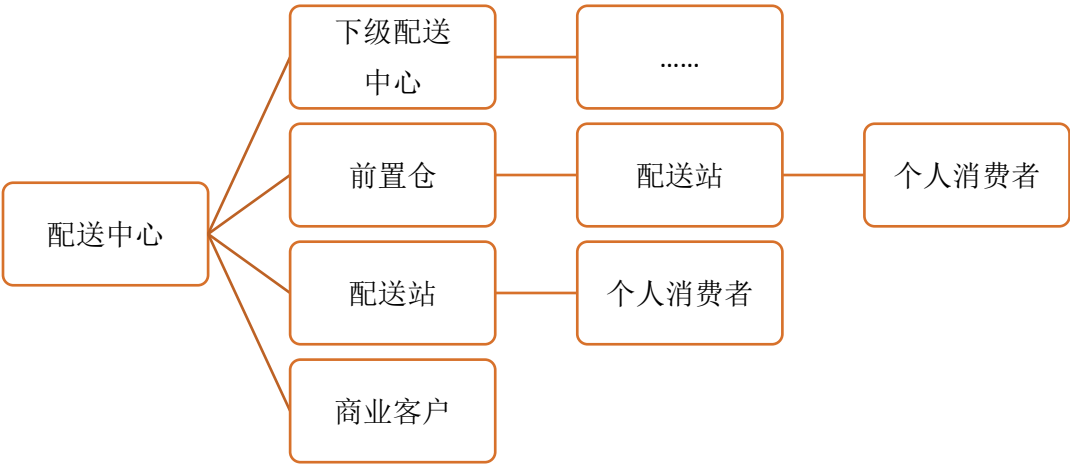 下级配送
中心
……
前置仓
配送站
个人消费者
配送中心
配送站
个人消费者
商业客户